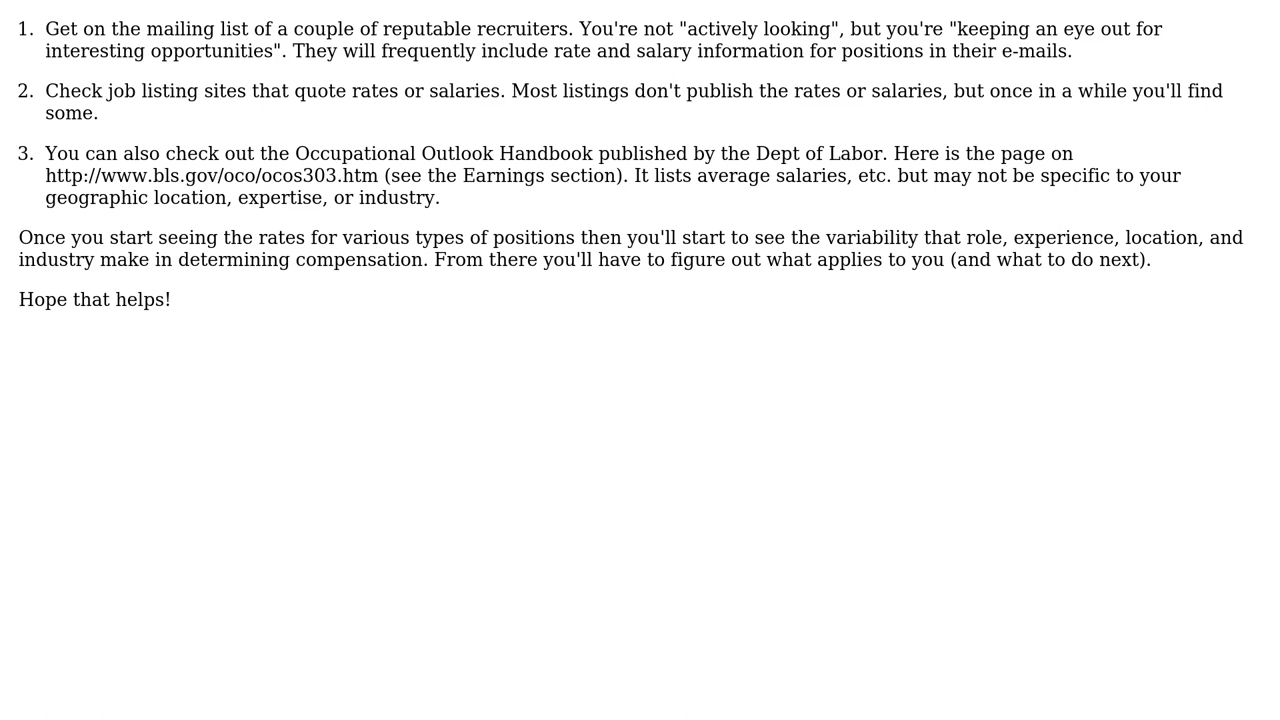 1. Get on the mailing list of a couple of reputable recruiters. You're not "actively looking", but you're "keeping an eye out for
interesting opportunities". They will frequently include rate and salary information for positions in their e-mails.
2. Check job listing sites that quote rates or salaries. Most listings don't publish the rates or salaries, but once in a while you'll find
some.
3. You can also check out the Occupational Outlook Handbook published by the Dept of Labor. Here is the page on
http://www.bls.gov/oco/ocos303.htm (see the Earnings section). It lists average salaries, etc. but may not be specific to your
geographic location, expertise, or industry.
Once you start seeing the rates for various types of positions then you'll start to see the variability that role, experience, location, and
industry make in determining compensation. From there you'll have to figure out what applies to you (and what to do next).
Hope that helps!